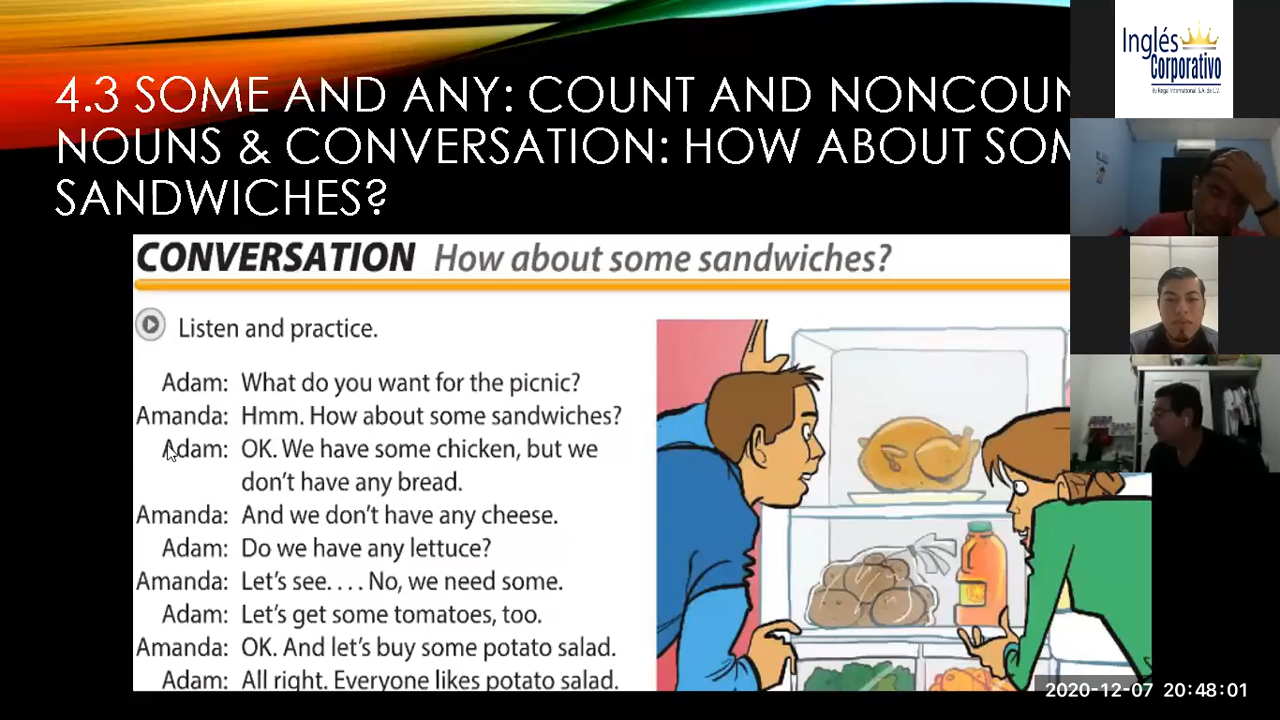 4.3 SOME AND ANY: COUNT AND NONCOUN
NOUNS & CONVERSATION: HOW ABOUT SOM
SANDWICHES?
CONVERSATION How about some sandwiches?
Listen and practice.
Adam: What do you want for the picnic?
Amanda: Hmm. How about some sandwiches?
Adam: OK. We have some chicken, but we
don't have any bread.
Amanda: And we don't have any cheese.
Adam: Do we have any lettuce?
Amanda: Let's see. . . . No, we need some.
Adam: Let's get some tomatoes, too.
Amanda: OK. And let's buy some potato salad.
Adam: All right. Everyone likes potato salad.
Inglés
Corporativo
By Rega International S.A. de C.V.
2020-12-07 20:48:01